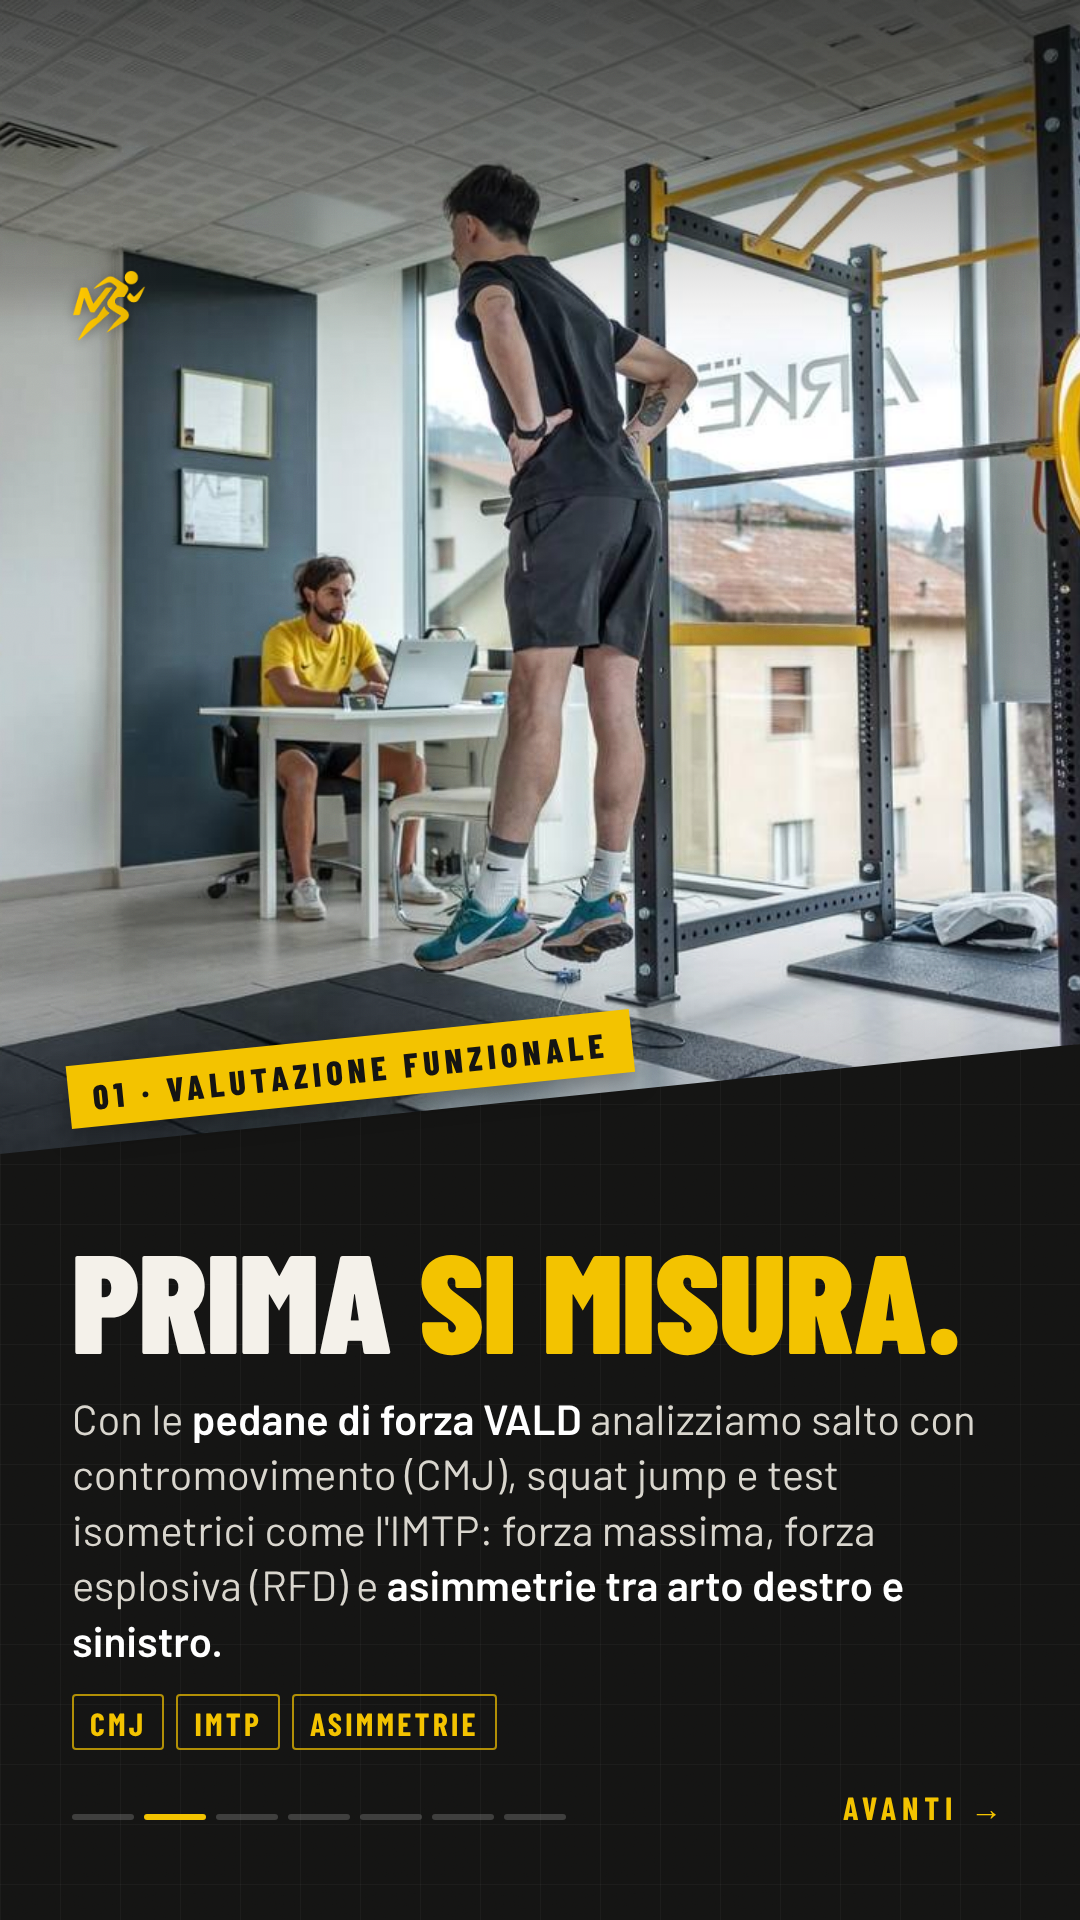 ARKË
01 · VALUTAZIONE FUNZIONALE
PRIMA SI MISURA.
Con le pedane di forza VALD analizziamo salto con
contromovimento (CMJ), squat jump e test
isometrici come l'IMTP: forza massima, forza
esplosiva (RFD) e asimmetrie tra arto destro e
sinistro.
CMJ
IMTP
ASIMMETRIE
AVANTI →